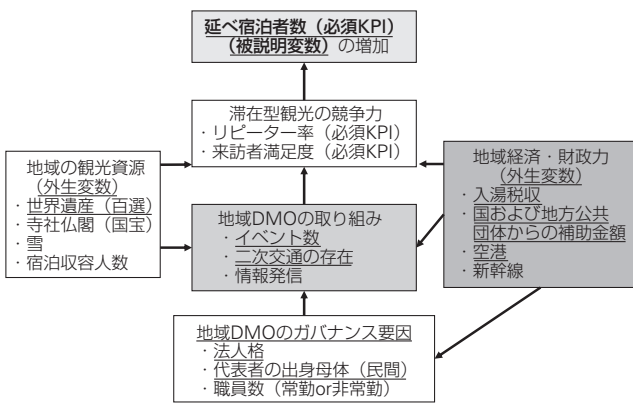 延べ宿泊者数（必須KPI）
（被説明変数）の増加
滞在型観光の競争力
・リピーター率（必須KPI）
・来訪者満足度（必須KPI）
地域の観光資源
（外生変数）
・世界遺産（百選）
・寺社仏閣（国宝）
・雪
・宿泊収容人数
地域DMOの取り組み
・イベント数
・二次交通の存在
・情報発信
地域経済・財政力
（外生変数）
・入湯税収
・国および地方公共
団体からの補助金額
・空港
・新幹線
地域DMOのガバナンス要因
・法人格
・代表者の出身母体（民間）
・職員数（常勤or非常勤）